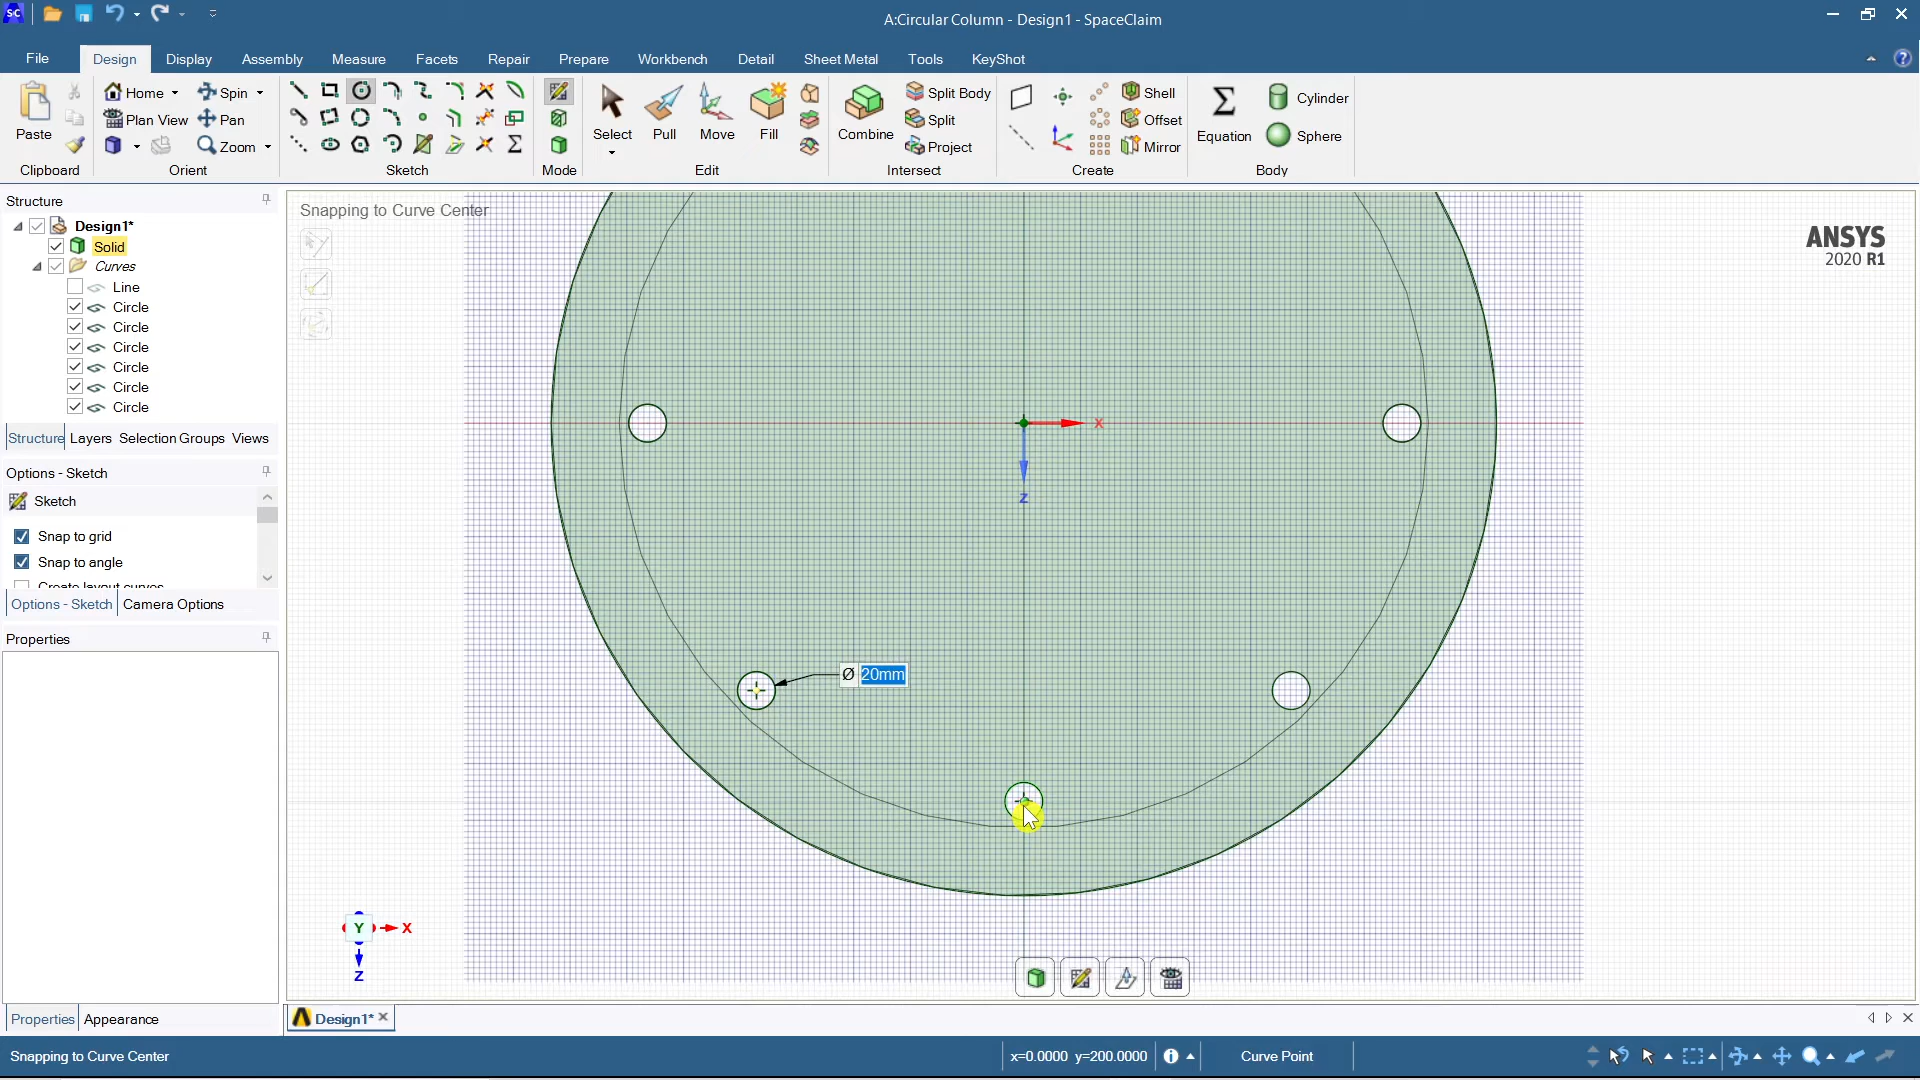 SC
A:Circular Column - Design1 - SpaceClaim
File Design Display Assembly Measure Facets Repair Prepare Workbench Detail Sheet Metal Tools KeyShot
Paste
Clipboard
Home Spin
Plan View Pan
Zoom
Orient
Sketch
Mode
Select Pull Move Fill
Edit
Combine
Split Body
Split
Project
Intersect
Shell
Offset
Mirror
Create
Equation
Cylinder
Sphere
Body
Structure
Design1*
Solid
Curves
Line
Circle
Circle
Circle
Circle
Circle
Circle
Structure Layers Selection Groups Views
Options - Sketch
Sketch
Snap to grid
Snap to angle
Create layout curves
Options - Sketch Camera Options
Properties
Properties Appearance
Snapping to Curve Center
ANSYS
2020 R1
X
Z
Ø 20mm
Y X
Z
Design1*
Snapping to Curve Center
x=0.0000 y=200.0000
Curve Point